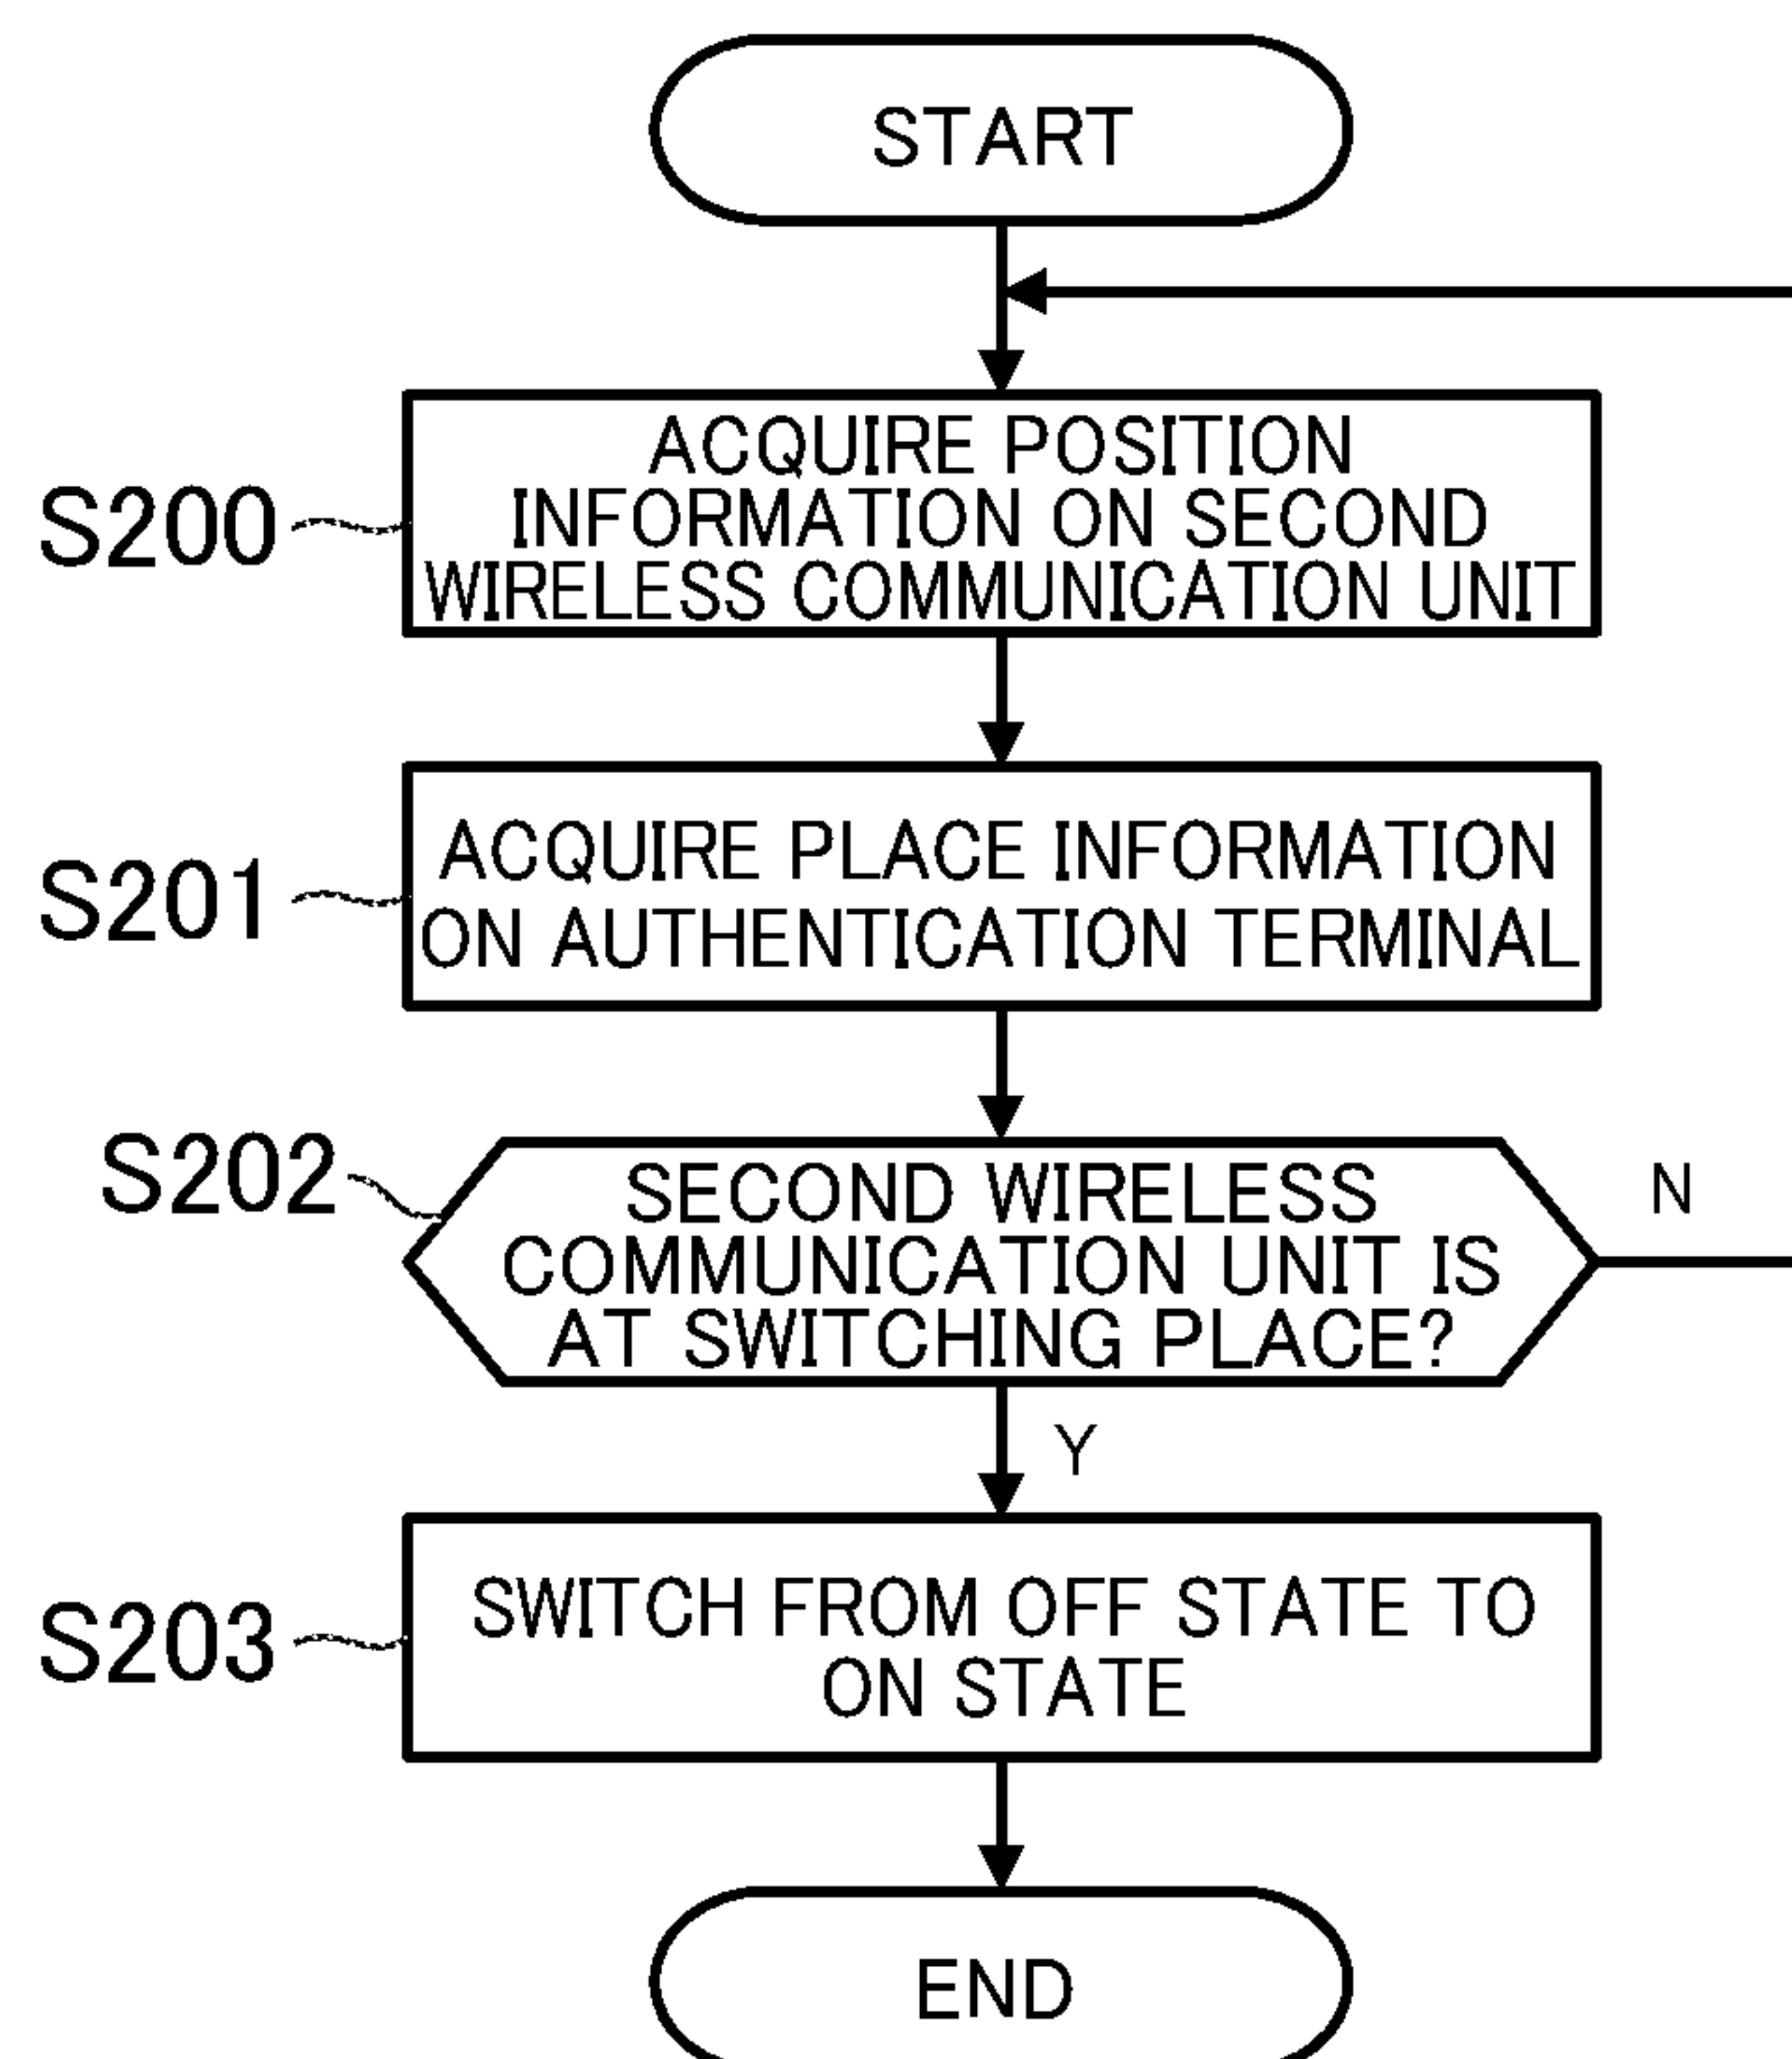 START
ACQUIRE POSITION
INFORMATION ON SECOND
WIRELESS COMMUNICATION UNIT
S200
ACQUIRE PLACE INFORMATION
ON AUTHENTICATION TERMINAL
S201
S202
SECOND WIRELESS
COMMUNICATION UNIT IS
AT SWITCHING PLACE?
N
Y
SWITCH FROM OFF STATE TO
ON STATE
S203
END